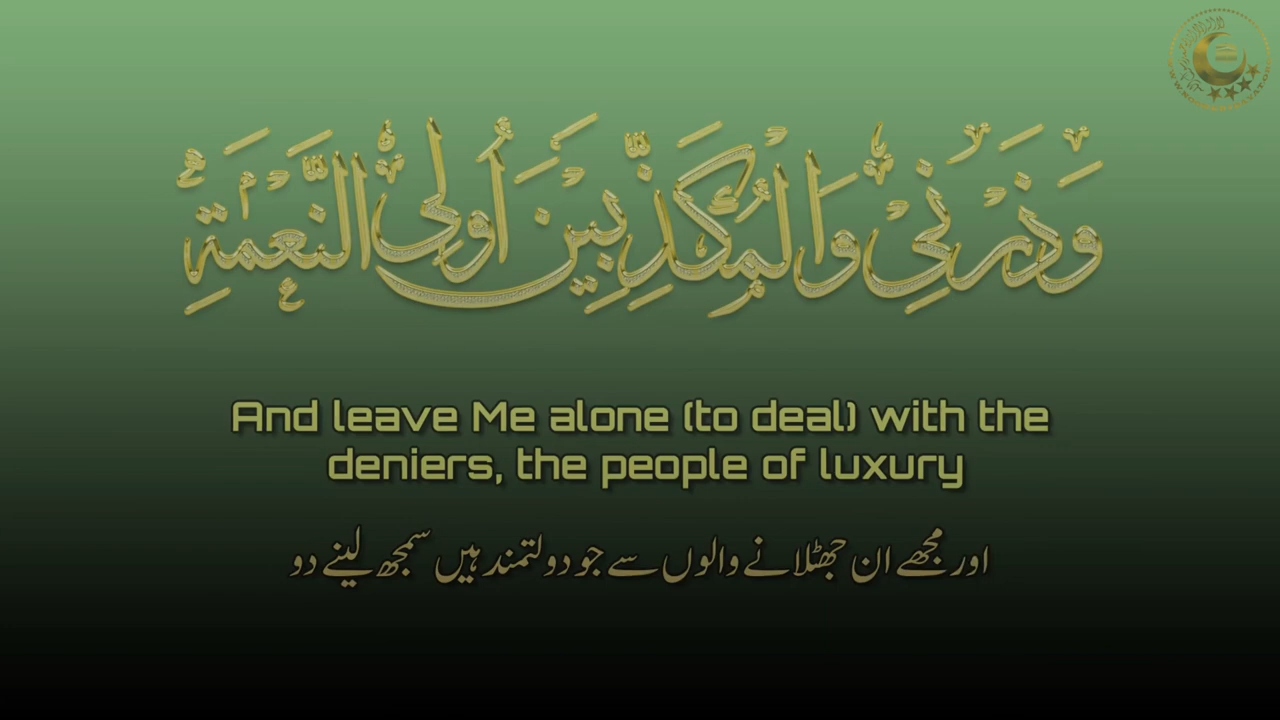 وَذَرْنِيْ وَالْمُكَذِّبِيْنَ اُولِي النَّعْمَةِ
And leave Me alone (to deal) with the
deniers, the people of luxury
اور مجھے ان جھٹلانے والوں سے جو دولتمند ہیں سمجھ لینے دو